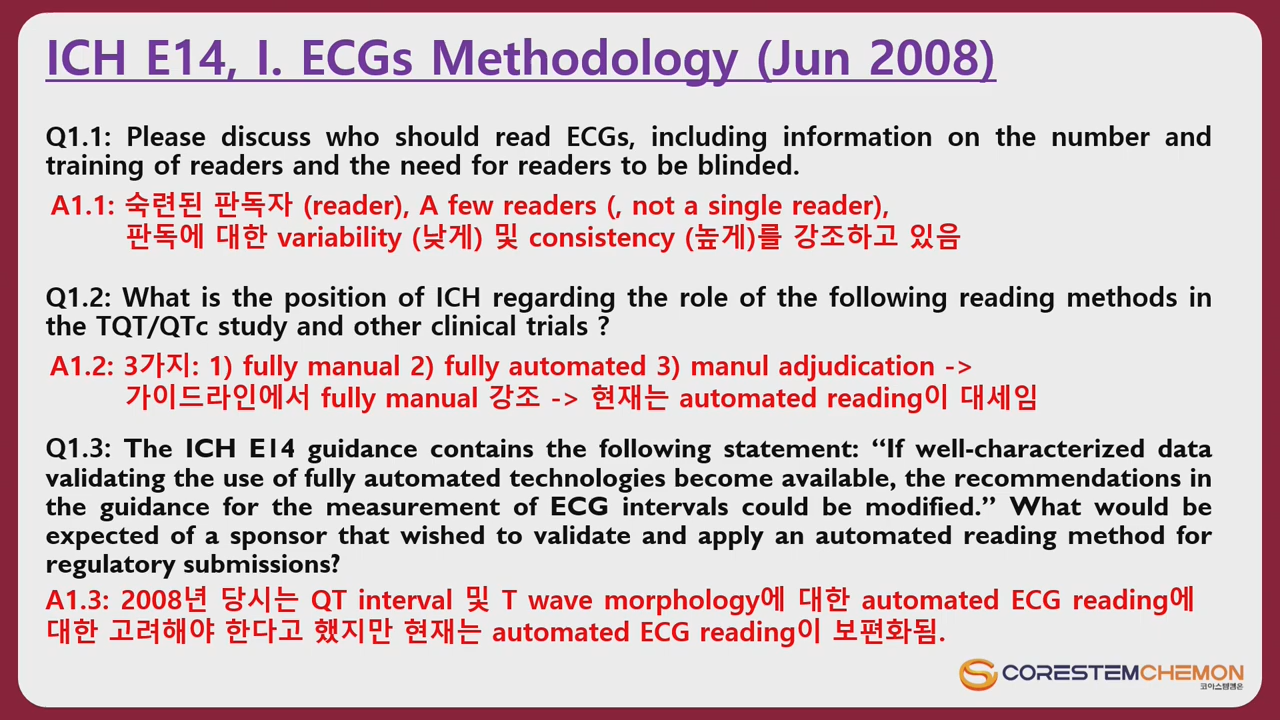 ICH E14, I. ECGs Methodology (Jun 2008)
Q1.1: Please discuss who should read ECGs, including information on the number and
training of readers and the need for readers to be blinded.
A1.1: 숙련된 판독자 (reader), A few readers (, not a single reader),
판독에 대한 variability (낮게) 및 consistency (높게)를 강조하고 있음
Q1.2: What is the position of ICH regarding the role of the following reading methods in
the TQT/QTc study and other clinical trials ?
A1.2: 3가지: 1) fully manual 2) fully automated 3) manul adjudication ->
가이드라인에서 fully manual 강조 -> 현재는 automated reading이 대세임
Q1.3: The ICH E14 guidance contains the following statement: “If well-characterized data
validating the use of fully automated technologies become available, the recommendations in
the guidance for the measurement of ECG intervals could be modified.” What would be
expected of a sponsor that wished to validate and apply an automated reading method for
regulatory submissions?
A1.3: 2008년 당시는 QT interval 및 T wave morphology에 대한 automated ECG reading에
대한 고려해야 한다고 했지만 현재는 automated ECG reading이 보편화됨.
CORESTEMCHEMON
코아스템켐온